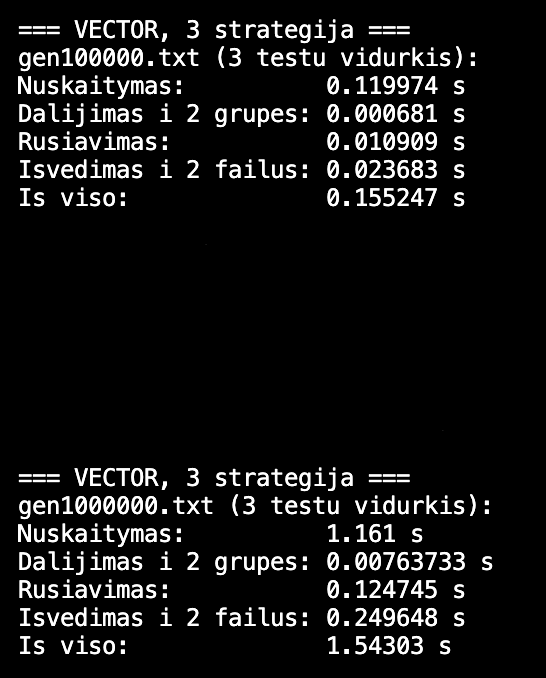 === VECTOR, 3 strategija ===
gen100000.txt (3 testu vidurkis):
Nuskaitymas: 0.119974 s
Dalijimas i 2 grupes: 0.000681 s
Rusiavimas: 0.010909 s
Isvedimas i 2 failus: 0.023683 s
Is viso: 0.155247 s
=== VECTOR, 3 strategija ===
gen1000000.txt (3 testu vidurkis):
Nuskaitymas: 1.161 s
Dalijimas i 2 grupes: 0.00763733 s
Rusiavimas: 0.124745 s
Isvedimas i 2 failus: 0.249648 s
Is viso: 1.54303 s